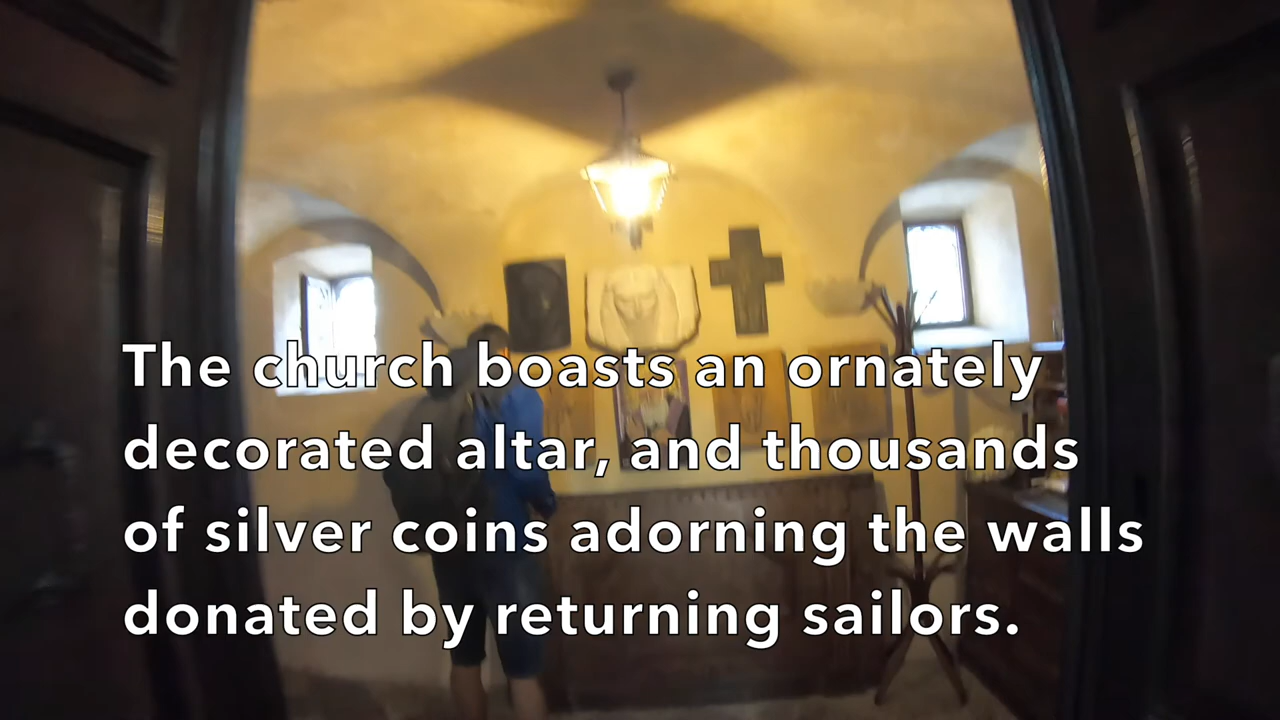 The church boasts an ornately
decorated altar, and thousands
of silver coins adorning the walls
donated by returning sailors.